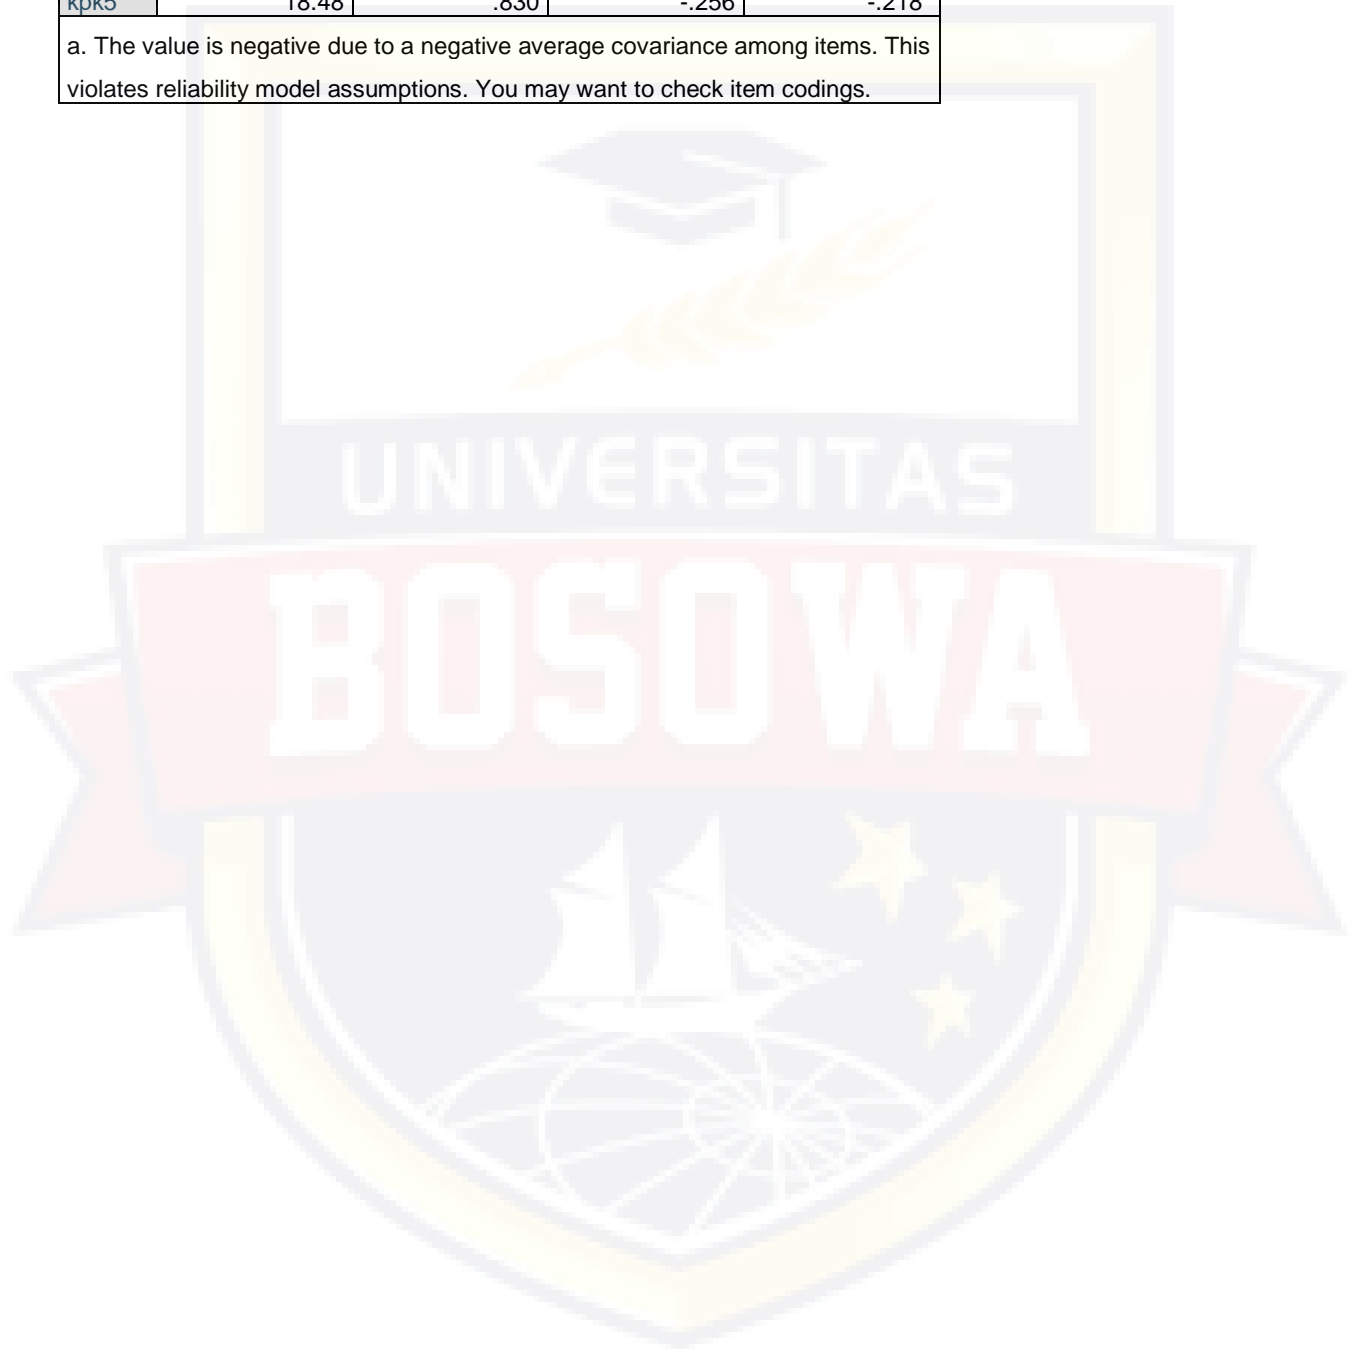 kpk5 18.48 .830 -.256 -.218
a. The value is negative due to a negative average covariance among items. This
violates reliability model assumptions. You may want to check item codings.
UNIVERSITAS
BOSOWA